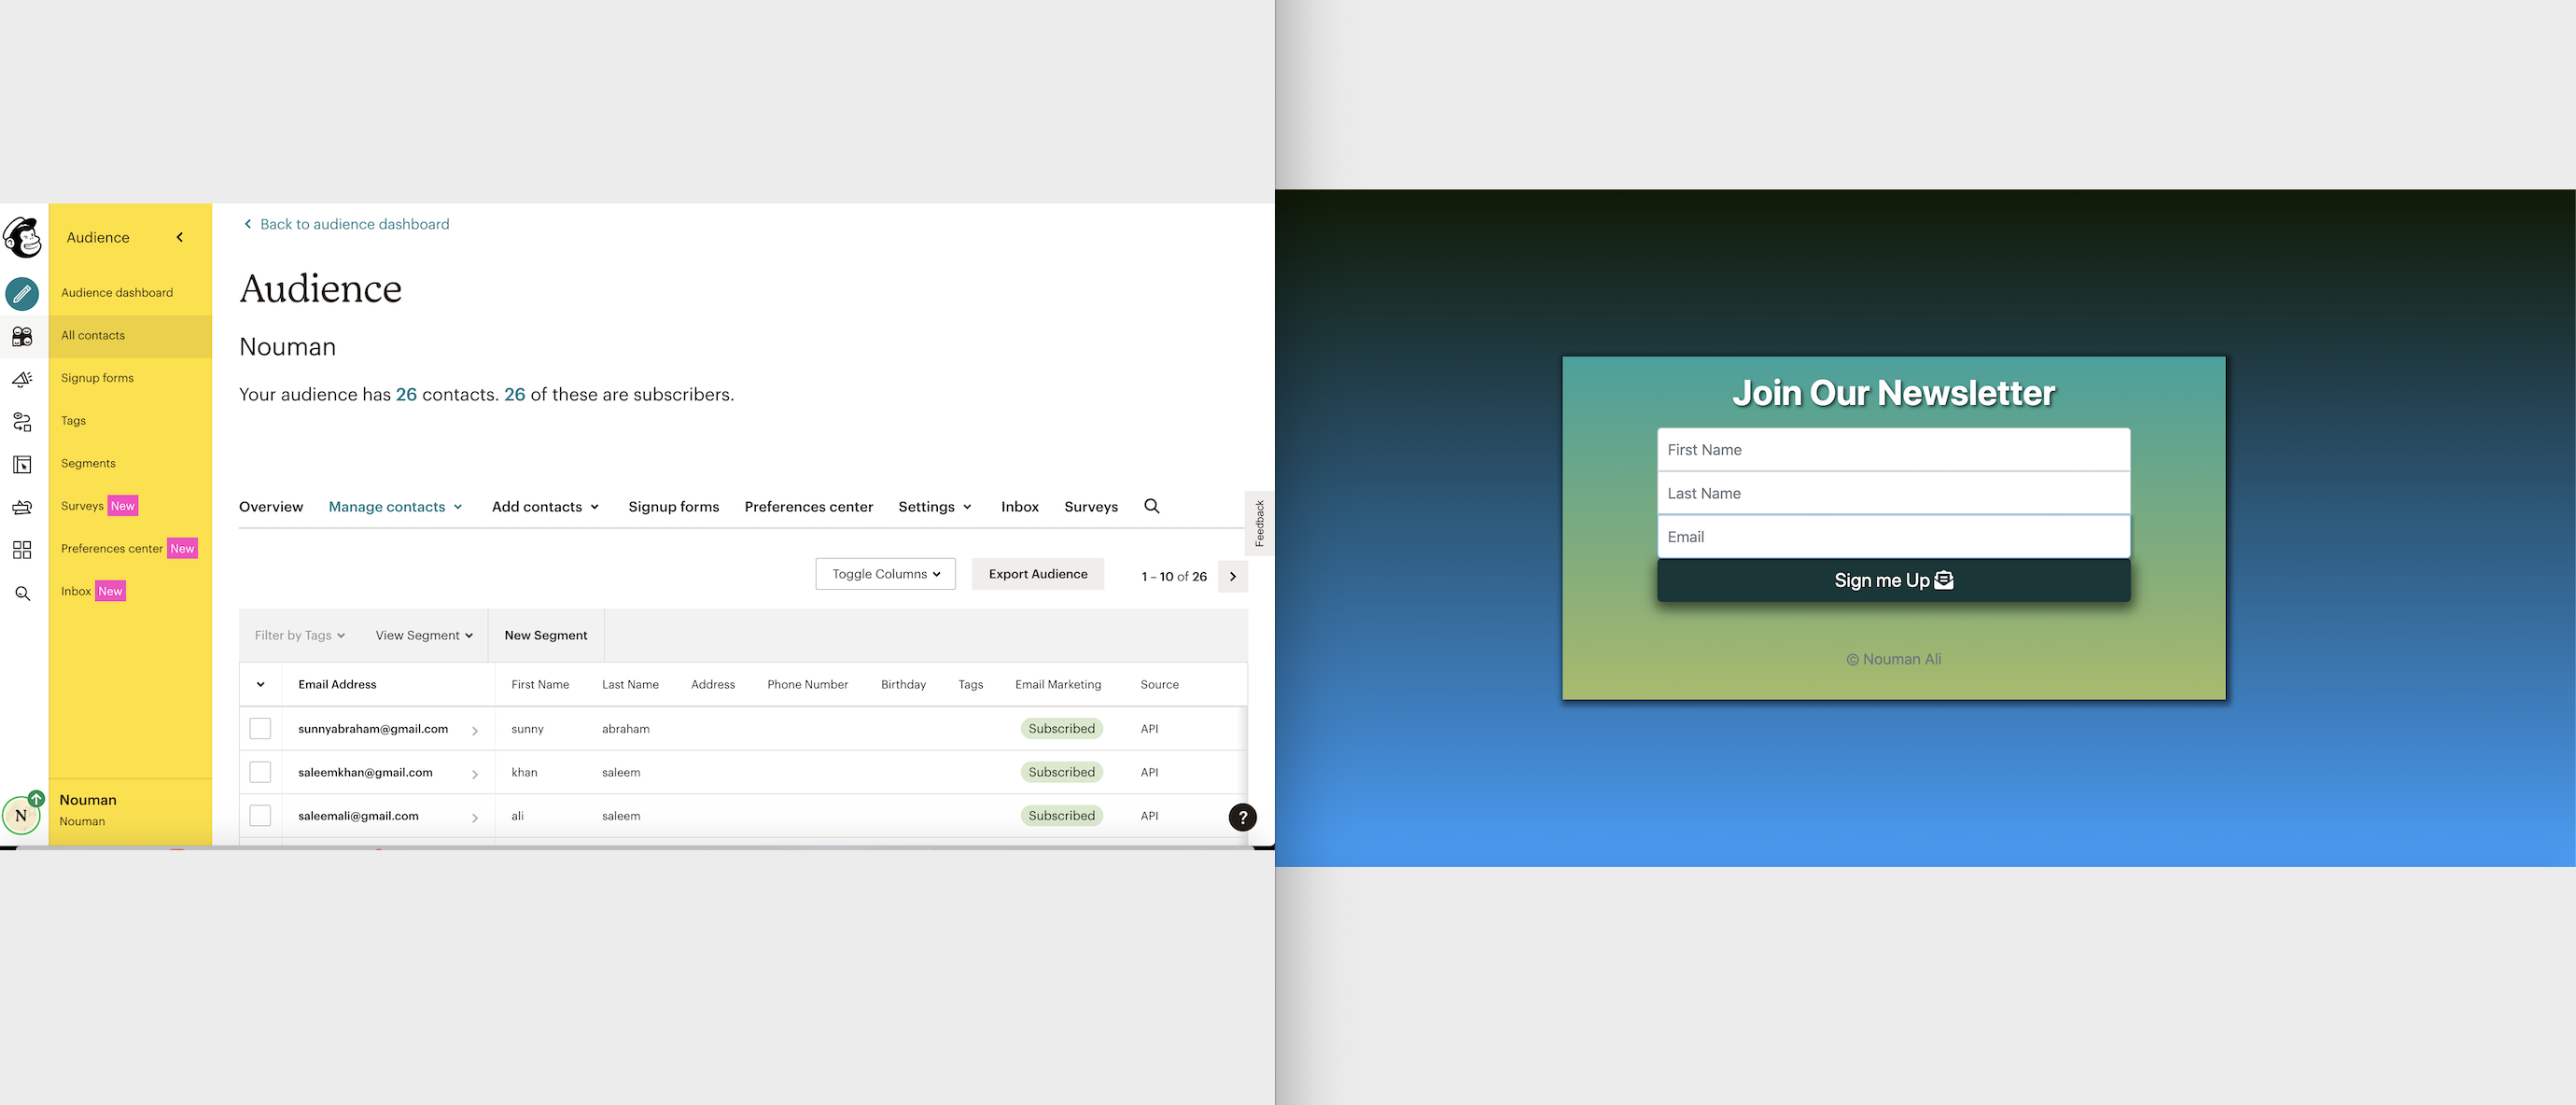 Audience
Audience dashboard
All contacts
Signup forms
Tags
Segments
Surveys New
Preferences center New
Inbox New
N
Nouman
Nouman
Back to audience dashboard
Audience
Nouman
Your audience has 26 contacts. 26 of these are subscribers.
Overview Manage contacts Add contacts Signup forms Preferences center Settings Inbox Surveys
Feedback
Toggle Columns Export Audience 1 – 10 of 26
Filter by Tags View Segment New Segment
Email Address First Name Last Name Address Phone Number Birthday Tags Email Marketing Source
sunnyabraham@gmail.com sunny abraham Subscribed API
saleemkhan@gmail.com khan saleem Subscribed API
saleemali@gmail.com ali saleem Subscribed API
?
Join Our Newsletter
First Name
Last Name
Email
Sign me Up
© Nouman Ali